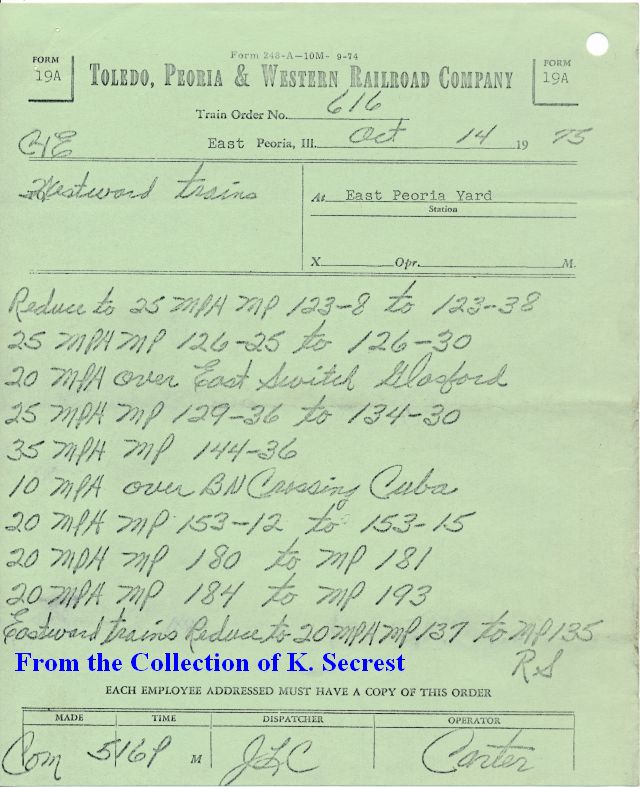 Form 248-A—10M- 9-74
FORM 19A
TOLEDO, PEORIA & WESTERN RAILROAD COMPANY
FORM 19A
Train Order No. 616
C&E
East Peoria, Ill. Oct 14 19 75
Westward trains
At East Peoria Yard
Station
X Opr. M.
Reduce to 25 MPH MP 123-8 to 123-38
25 MPH MP 126-25 to 126-30
20 MPH over East Switch Glasford
25 MPH MP 129-36 to 134-30
35 MPH MP 144-36
10 MPH over BN Crossing Cuba
20 MPH MP 153-12 to 153-15
20 MPH MP 180 to MP 181
20 MPH MP 184 to MP 193
Eastward trains Reduce to 20 MPH MP 137 to MP 135
RS
From the Collection of K. Secrest
EACH EMPLOYEE ADDRESSED MUST HAVE A COPY OF THIS ORDER
MADE TIME DISPATCHER OPERATOR
Com 516P M JLC Carter